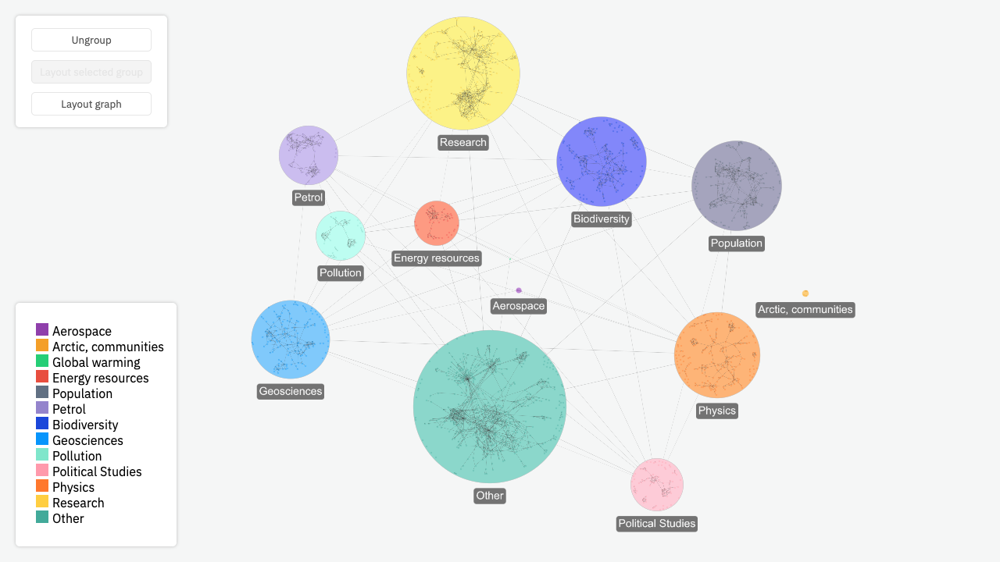 Ungroup
Layout selected group
Layout graph
Research
Petrol
Biodiversity
Population
Energy resources
Pollution
Aerospace
Arctic, communities
Geosciences
Physics
Other
Political Studies
Aerospace
Arctic, communities
Global warming
Energy resources
Population
Petrol
Biodiversity
Geosciences
Pollution
Political Studies
Physics
Research
Other